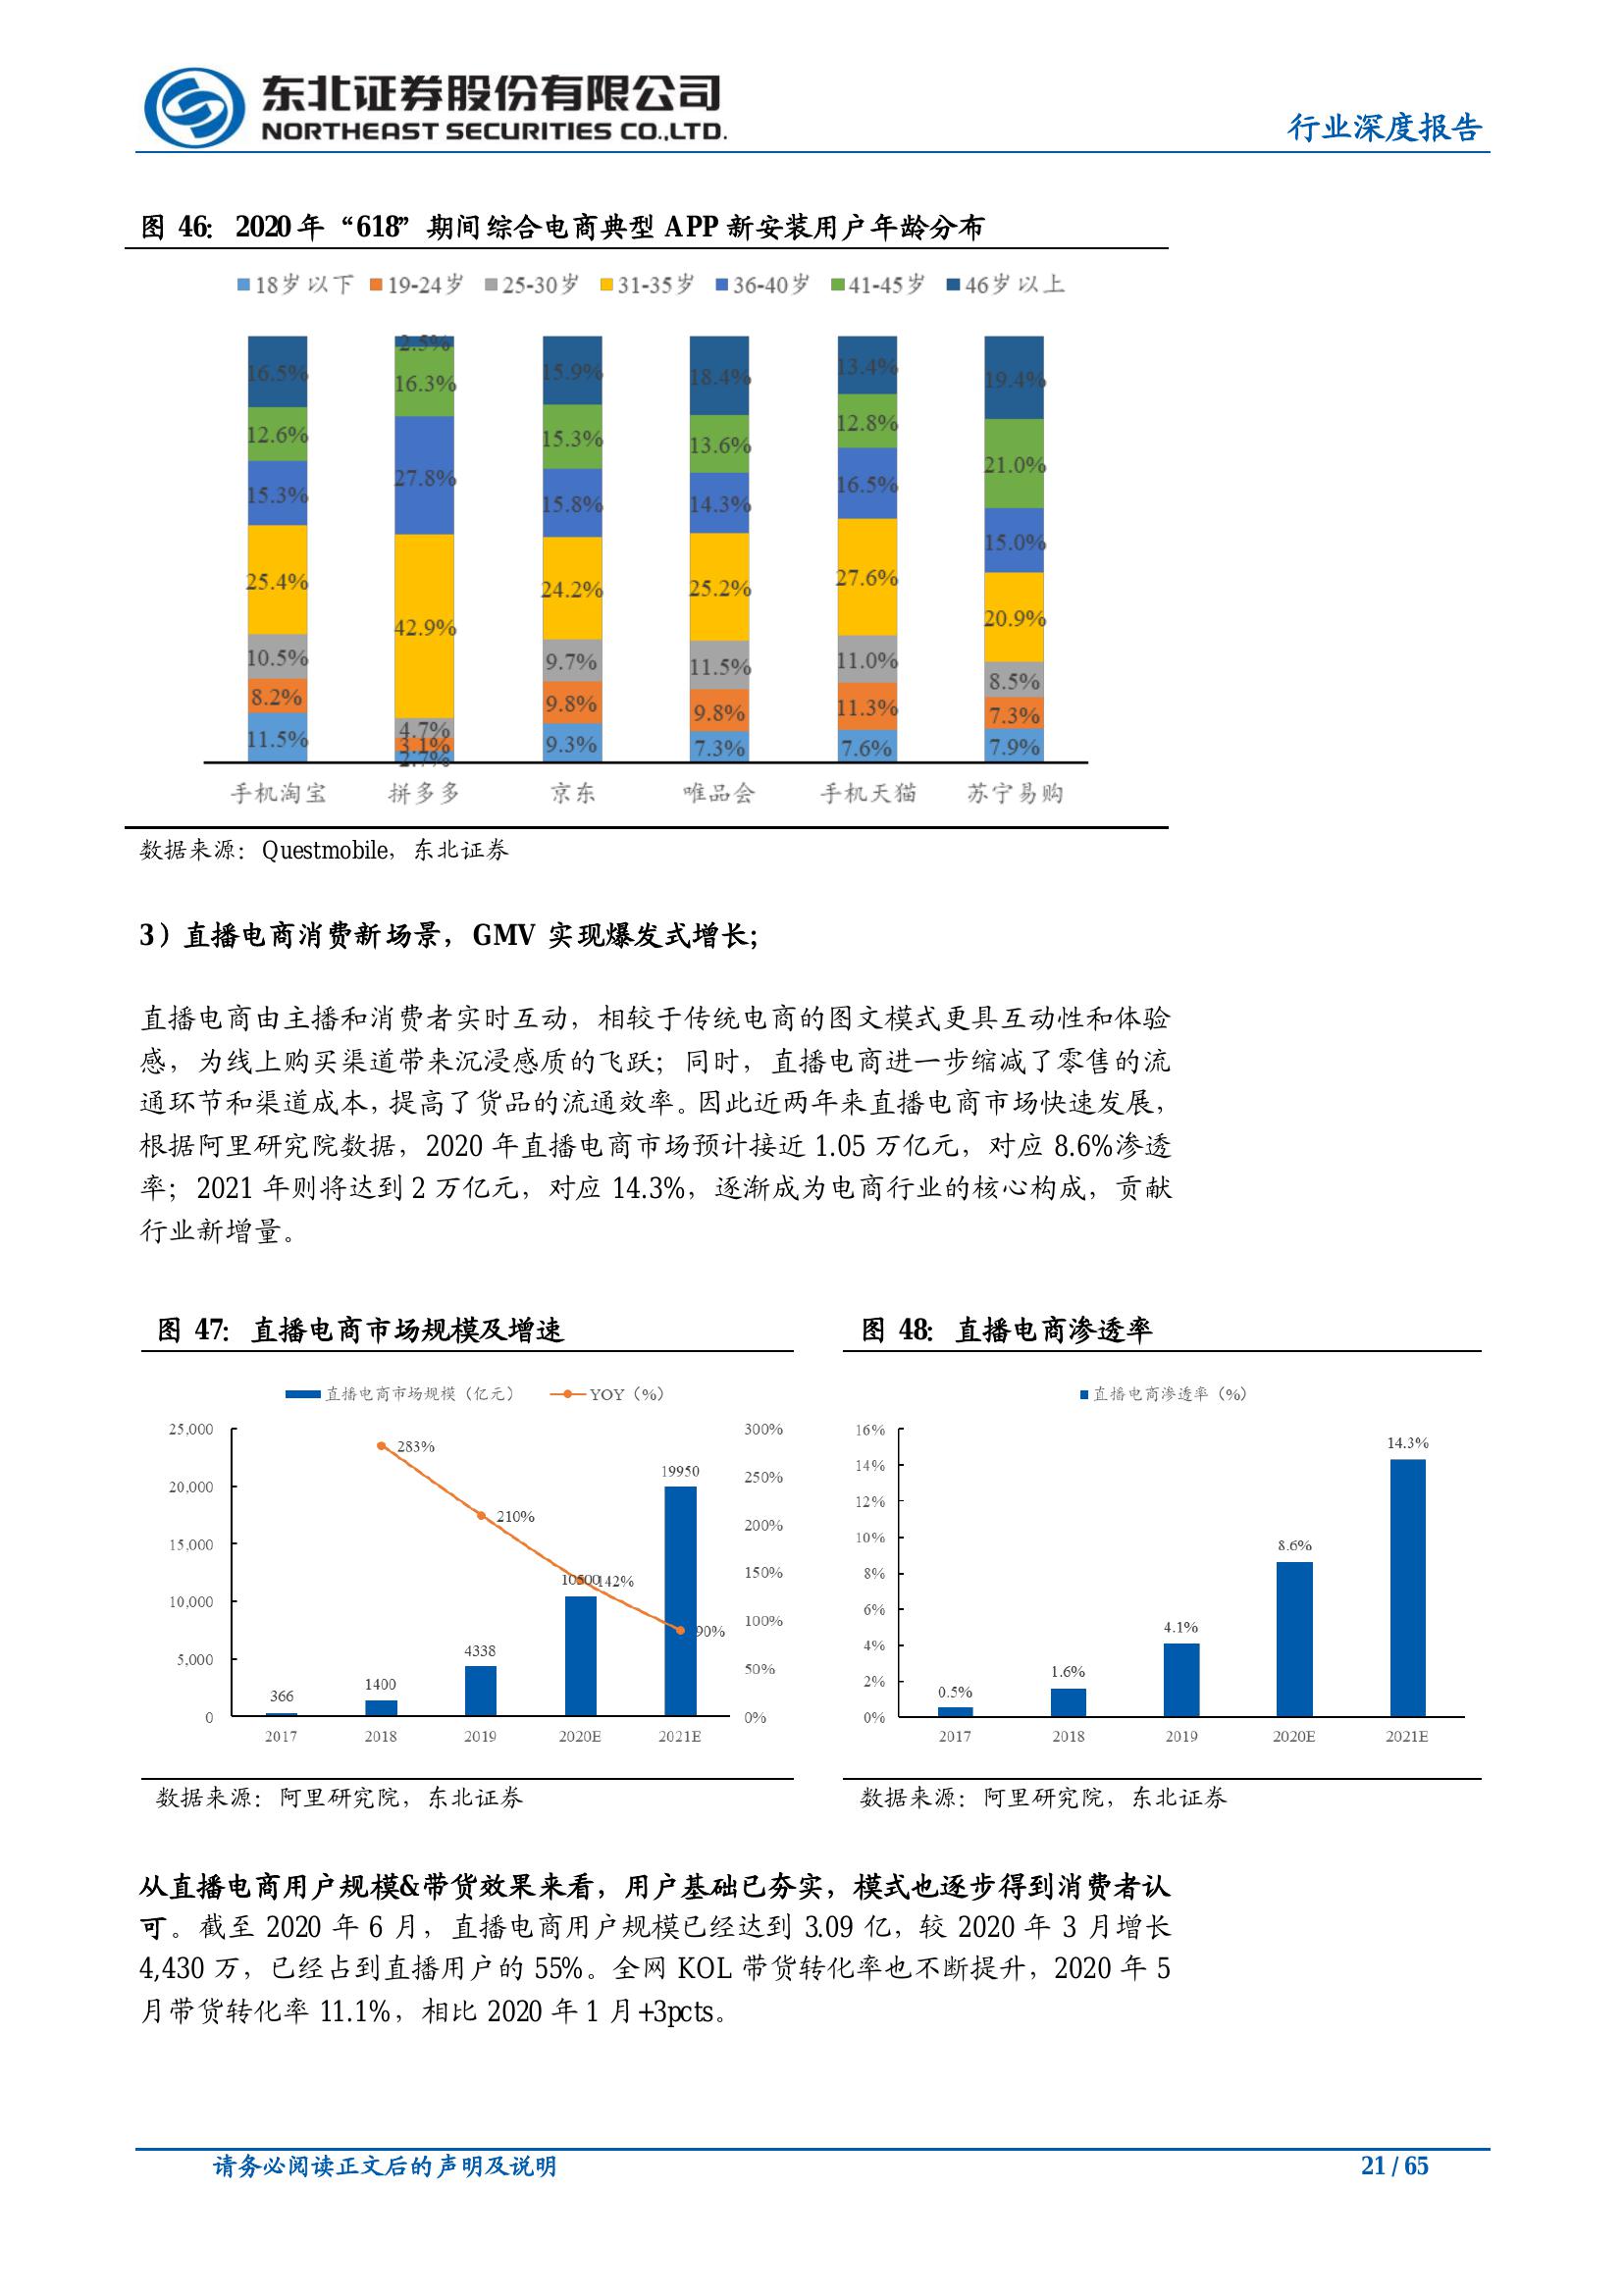 东北证券股份有限公司
NORTHEAST SECURITIES CO.,LTD.
行业深度报告
图 46： 2020 年“618”期间综合电商典型 APP 新安装用户年龄分布
18岁以下 19-24岁 25-30岁 31-35岁 36-40岁 41-45岁 46岁以上
16.5% 2.5% 15.9% 18.4% 13.4% 19.4%
12.6% 16.3% 15.3% 13.6% 12.8% 21.0%
15.3% 27.8% 15.8% 14.3% 16.5% 15.0%
25.4% 42.9% 24.2% 25.2% 27.6% 20.9%
10.5% 4.7% 9.7% 11.5% 11.0% 8.5%
8.2% 3.1% 9.8% 9.8% 11.3% 7.3%
11.5% 2.7% 9.3% 7.3% 7.6% 7.9%
手机淘宝 拼多多 京东 唯品会 手机天猫 苏宁易购
数据来源：Questmobile，东北证券
3）直播电商消费新场景，GMV 实现爆发式增长；
直播电商由主播和消费者实时互动，相较于传统电商的图文模式更具互动性和体验
感，为线上购买渠道带来沉浸感质的飞跃；同时，直播电商进一步缩减了零售的流
通环节和渠道成本，提高了货品的流通效率。因此近两年来直播电商市场快速发展，
根据阿里研究院数据，2020 年直播电商市场预计接近 1.05 万亿元，对应 8.6%渗透
率；2021 年则将达到 2 万亿元，对应 14.3%，逐渐成为电商行业的核心构成，贡献
行业新增量。
图 47： 直播电商市场规模及增速
直播电商市场规模（亿元） YOY（%）
25,000
20,000
15,000
10,000
5,000
0
300%
250%
200%
150%
100%
50%
0%
283%
210%
142%
90%
366
1400
4338
10500
19950
2017 2018 2019 2020E 2021E
数据来源：阿里研究院，东北证券
图 48： 直播电商渗透率
直播电商渗透率（%）
16%
14%
12%
10%
8%
6%
4%
2%
0%
0.5%
1.6%
4.1%
8.6%
14.3%
2017 2018 2019 2020E 2021E
数据来源：阿里研究院，东北证券
从直播电商用户规模&带货效果来看，用户基础已夯实，模式也逐步得到消费者认
可。截至 2020 年 6 月，直播电商用户规模已经达到 3.09 亿，较 2020 年 3 月增长
4,430 万，已经占到直播用户的 55%。全网 KOL 带货转化率也不断提升，2020 年 5
月带货转化率 11.1%，相比 2020 年 1 月+3pcts。
请务必阅读正文后的声明及说明
21 / 65